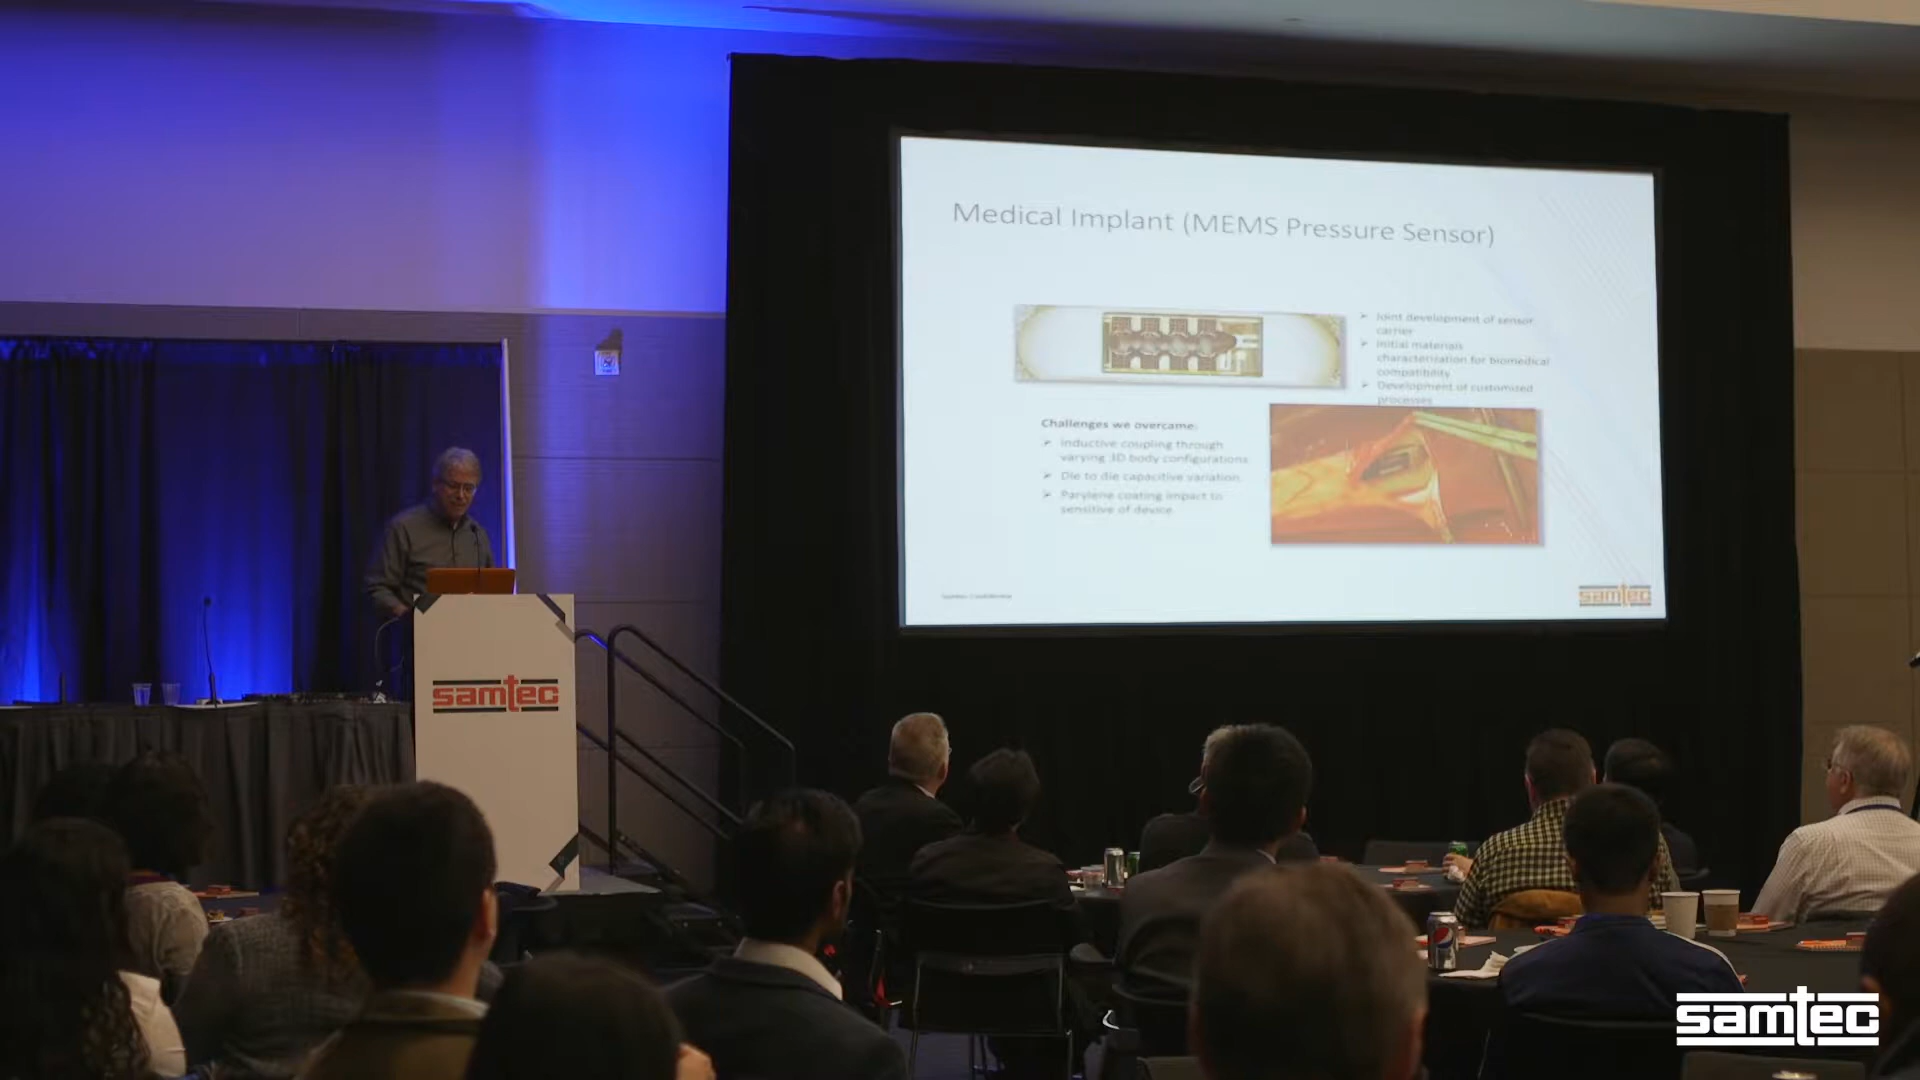 Medical Implant (MEMS Pressure Sensor)
➢ Joint development of sensor
carrier
➢ Initial materials
characterization for biomedical
compatibility
➢ Development of customized
processes
Challenges we overcame:
➢ Inductive coupling through
varying 3D body configurations.
➢ Die to die capacitive variation.
➢ Parylene coating impact to
sensitive of device.
samtec
samtec
samtec